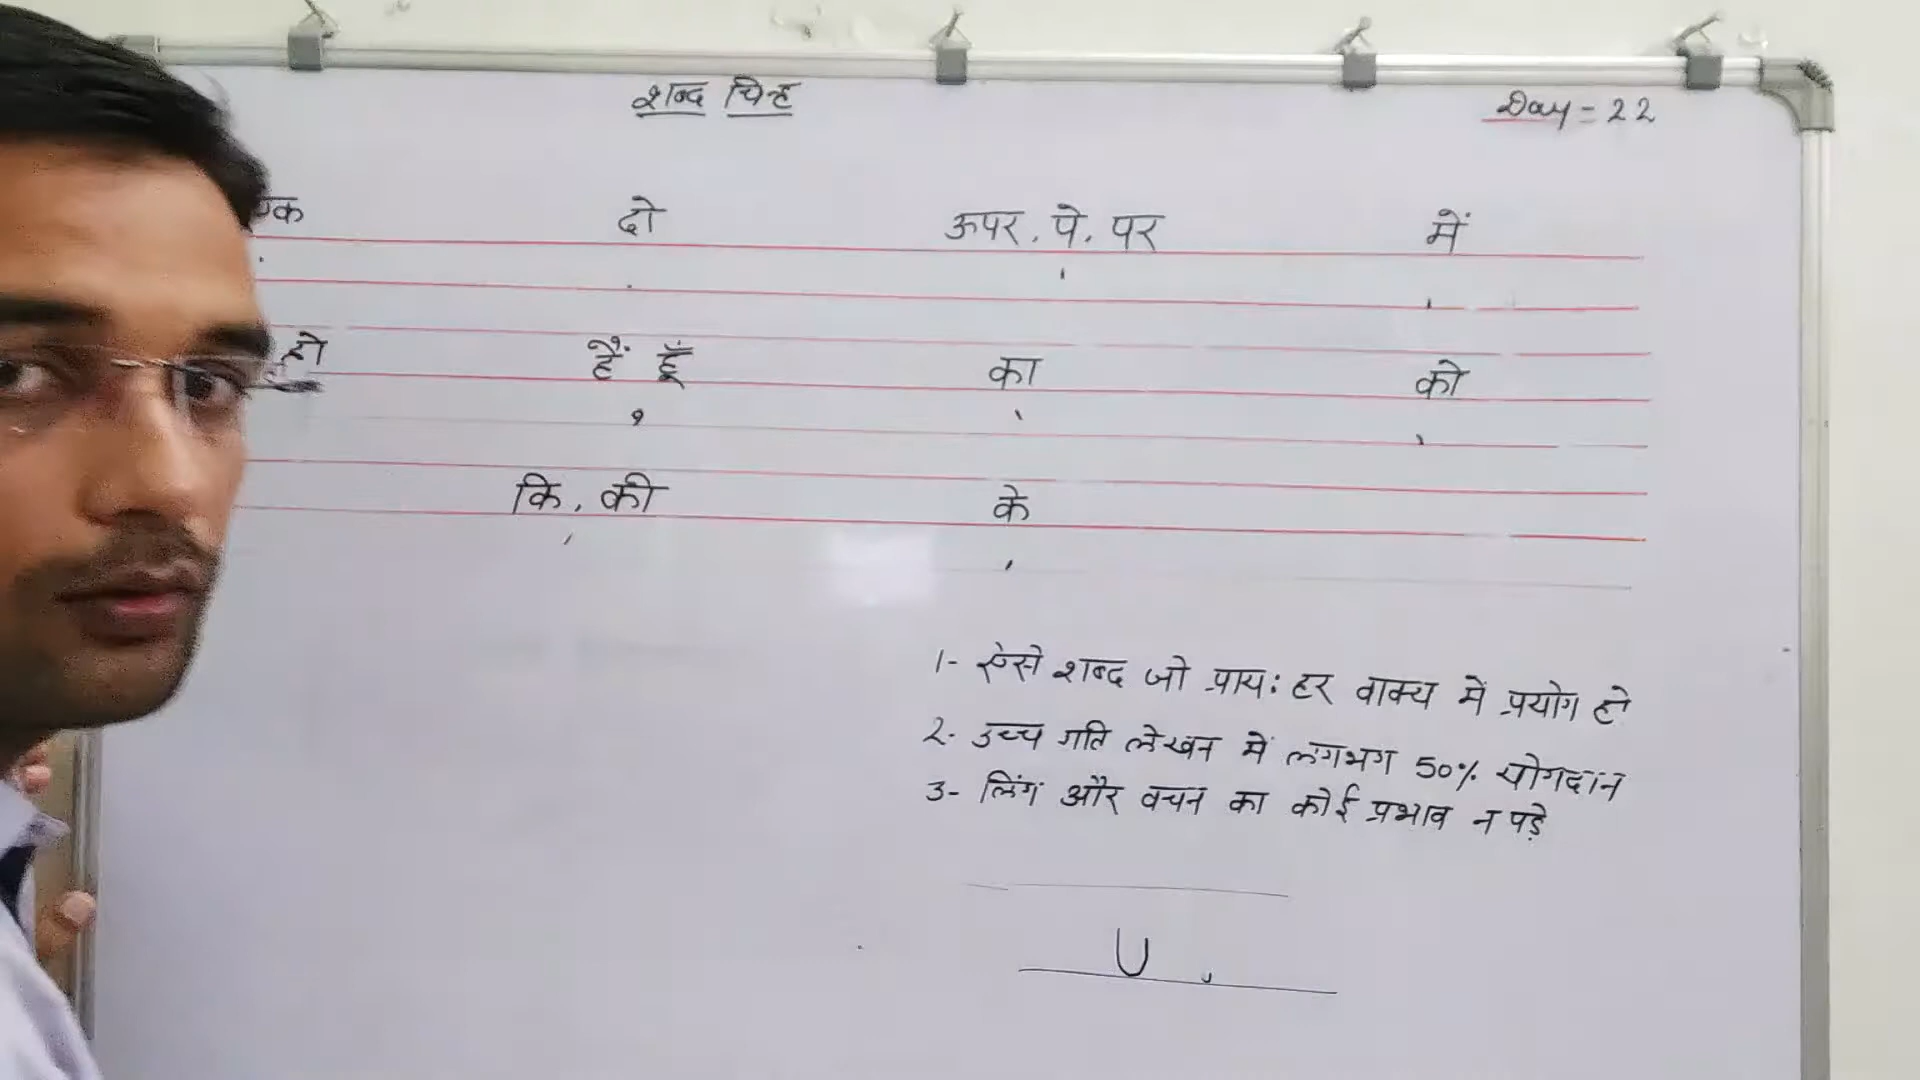 शब्द चिन्ह
Day = 22
एक दो ऊपर, पे, पर में
हो हैं हूँ का को
कि, की के
1- ऐसे शब्द जो प्राय: हर वाक्य में प्रयोग हो
2- उच्च गति लेखन में लगभग 50% योगदान
3- लिंग और वचन का कोई प्रभाव न पड़े